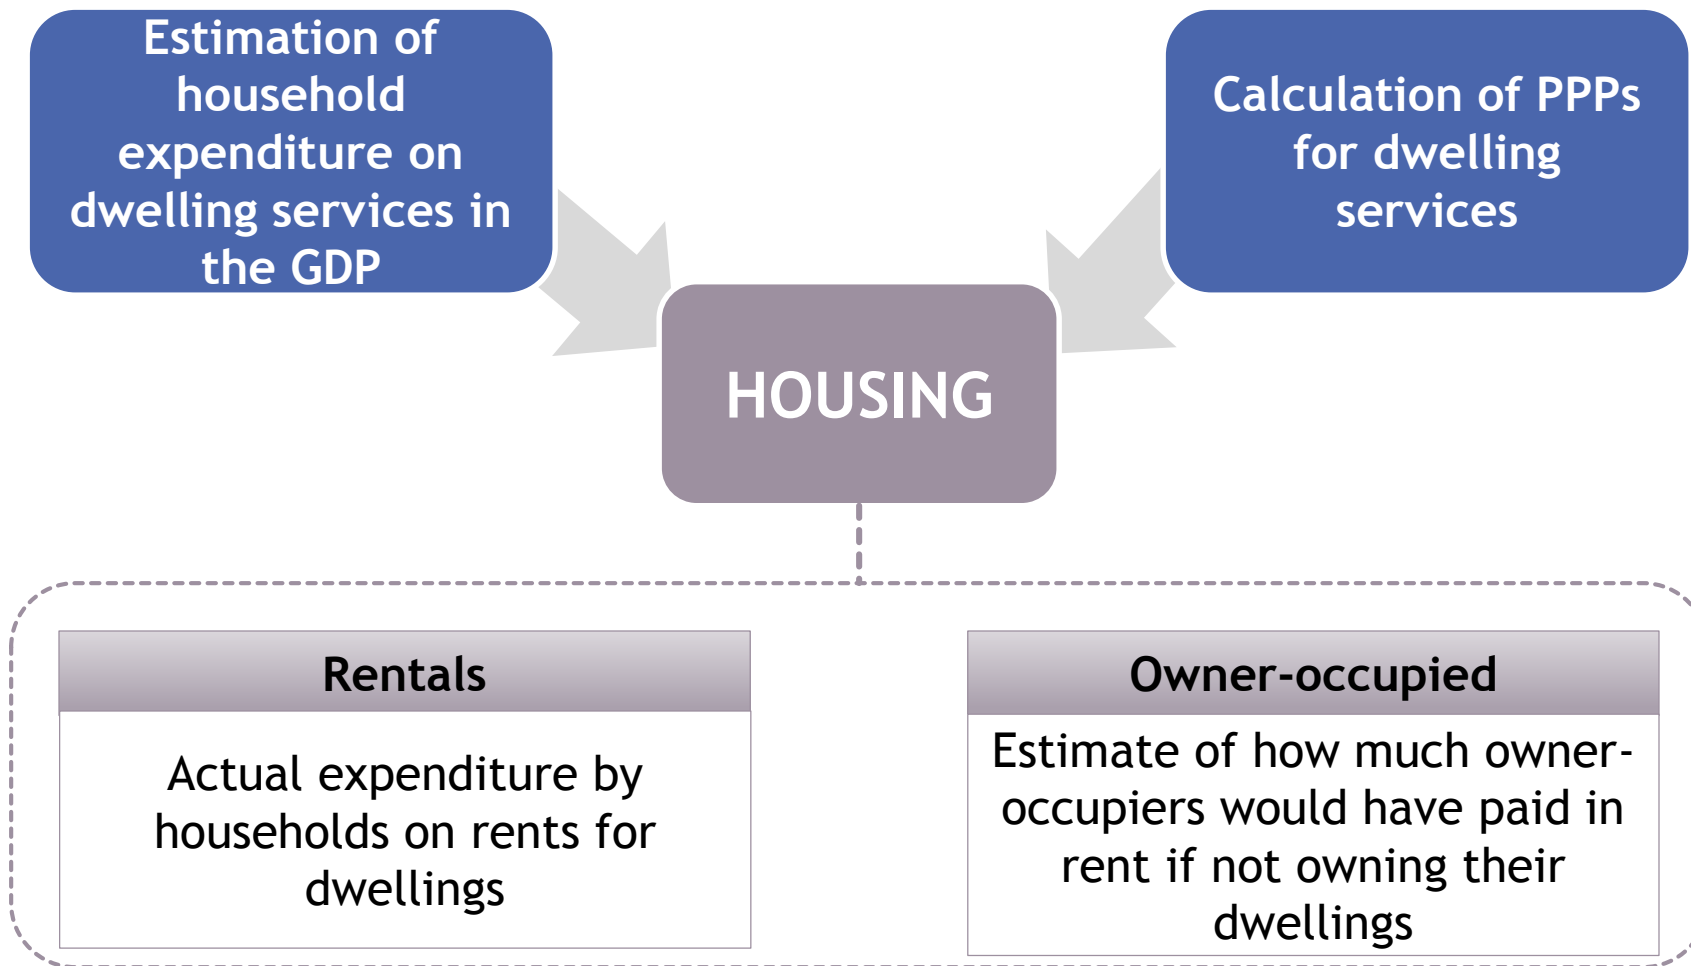 Estimation of
household
expenditure on
dwelling services in
the GDP
Calculation of PPPs
for dwelling
services
HOUSING
Rentals
Actual expenditure by
households on rents for
dwellings
Owner-occupied
Estimate of how much owner-
occupiers would have paid in
rent if not owning their
dwellings